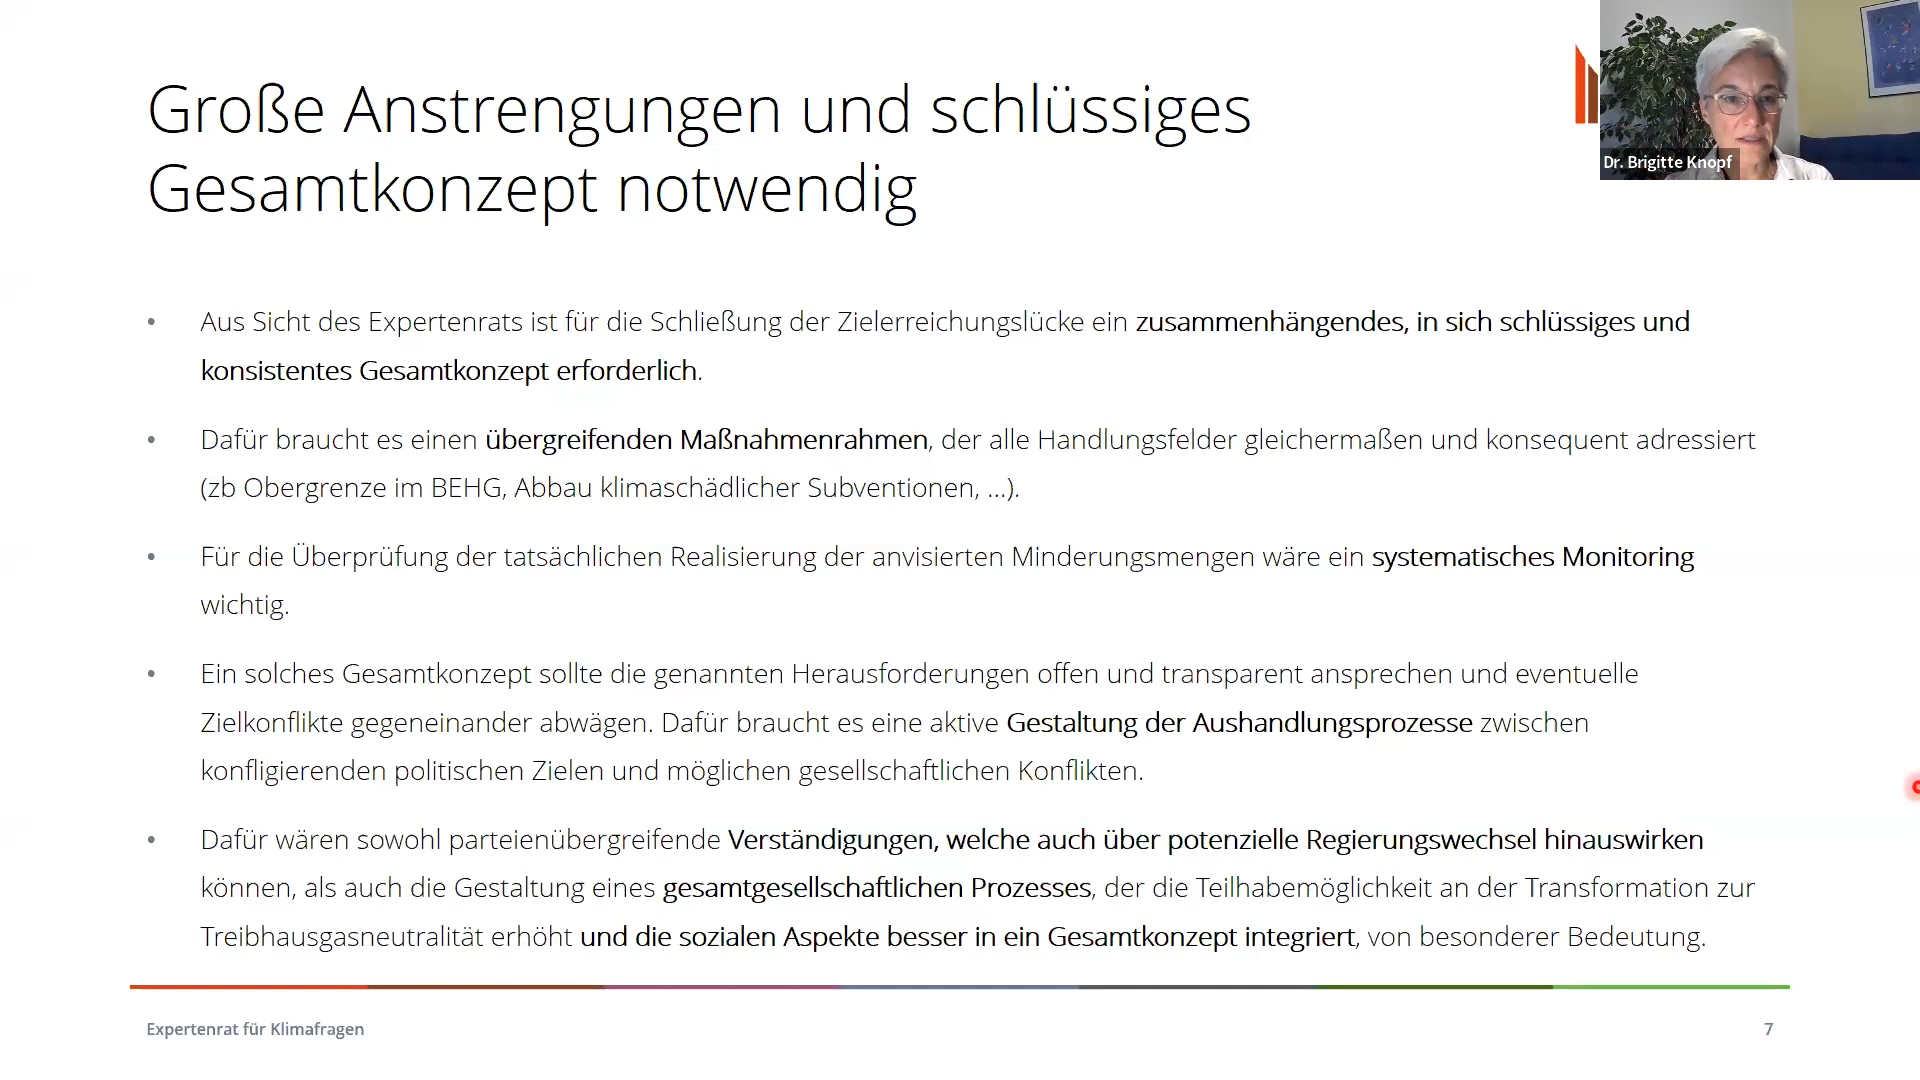 Große Anstrengungen und schlüssiges
Gesamtkonzept notwendig
Dr. Brigitte Knopf
• Aus Sicht des Expertenrats ist für die Schließung der Zielerreichungslücke ein zusammenhängendes, in sich schlüssiges und
konsistentes Gesamtkonzept erforderlich.
• Dafür braucht es einen übergreifenden Maßnahmenrahmen, der alle Handlungsfelder gleichermaßen und konsequent adressiert
(zb Obergrenze im BEHG, Abbau klimaschädlicher Subventionen, ...).
• Für die Überprüfung der tatsächlichen Realisierung der anvisierten Minderungsmengen wäre ein systematisches Monitoring
wichtig.
• Ein solches Gesamtkonzept sollte die genannten Herausforderungen offen und transparent ansprechen und eventuelle
Zielkonflikte gegeneinander abwägen. Dafür braucht es eine aktive Gestaltung der Aushandlungsprozesse zwischen
konfligierenden politischen Zielen und möglichen gesellschaftlichen Konflikten.
• Dafür wären sowohl parteienübergreifende Verständigungen, welche auch über potenzielle Regierungswechsel hinauswirken
können, als auch die Gestaltung eines gesamtgesellschaftlichen Prozesses, der die Teilhabemöglichkeit an der Transformation zur
Treibhausgasneutralität erhöht und die sozialen Aspekte besser in ein Gesamtkonzept integriert, von besonderer Bedeutung.
Expertenrat für Klimafragen
7